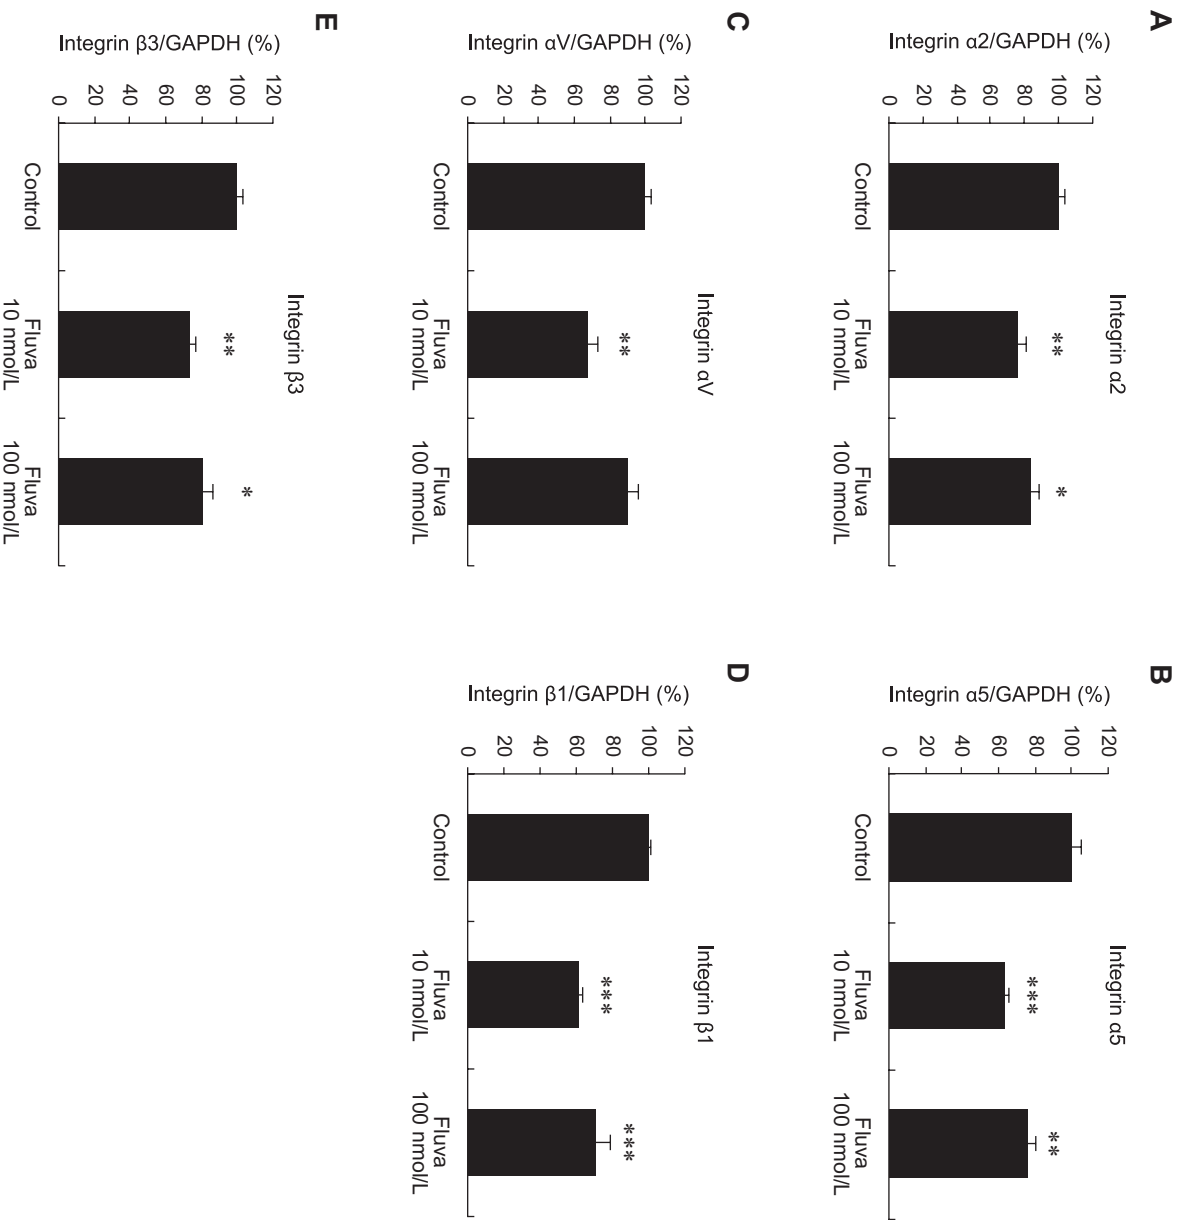 A
Integrin α2
Integrin α2/GAPDH (%)
120
100
80
60
40
20
0
**
*
Control
Fluva
10 nmol/L
Fluva
100 nmol/L
B
Integrin α5
Integrin α5/GAPDH (%)
120
100
80
60
40
20
0
***
**
Control
Fluva
10 nmol/L
Fluva
100 nmol/L
C
Integrin αV
Integrin αV/GAPDH (%)
120
100
80
60
40
20
0
**
Control
Fluva
10 nmol/L
Fluva
100 nmol/L
D
Integrin β1
Integrin β1/GAPDH (%)
120
100
80
60
40
20
0
***
***
Control
Fluva
10 nmol/L
Fluva
100 nmol/L
E
Integrin β3
Integrin β3/GAPDH (%)
120
100
80
60
40
20
0
**
*
Control
Fluva
10 nmol/L
Fluva
100 nmol/L